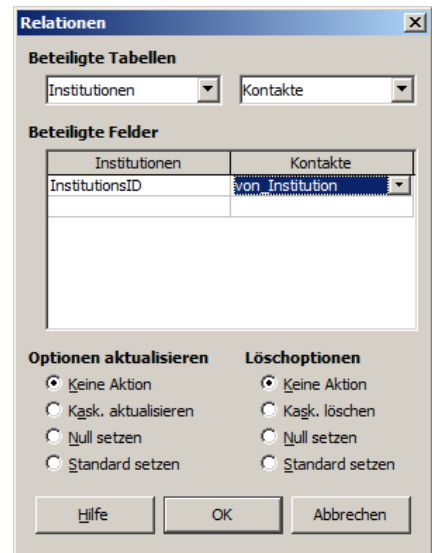 Relationen
Beteiligte Tabellen
Institutionen Kontakte
Beteiligte Felder
Institutionen Kontakte
InstitutionsID von_Institution
Optionen aktualisieren Löschoptionen
Keine Aktion Keine Aktion
Kask. aktualisieren Kask. löschen
Null setzen Null setzen
Standard setzen Standard setzen
Hilfe OK Abbrechen